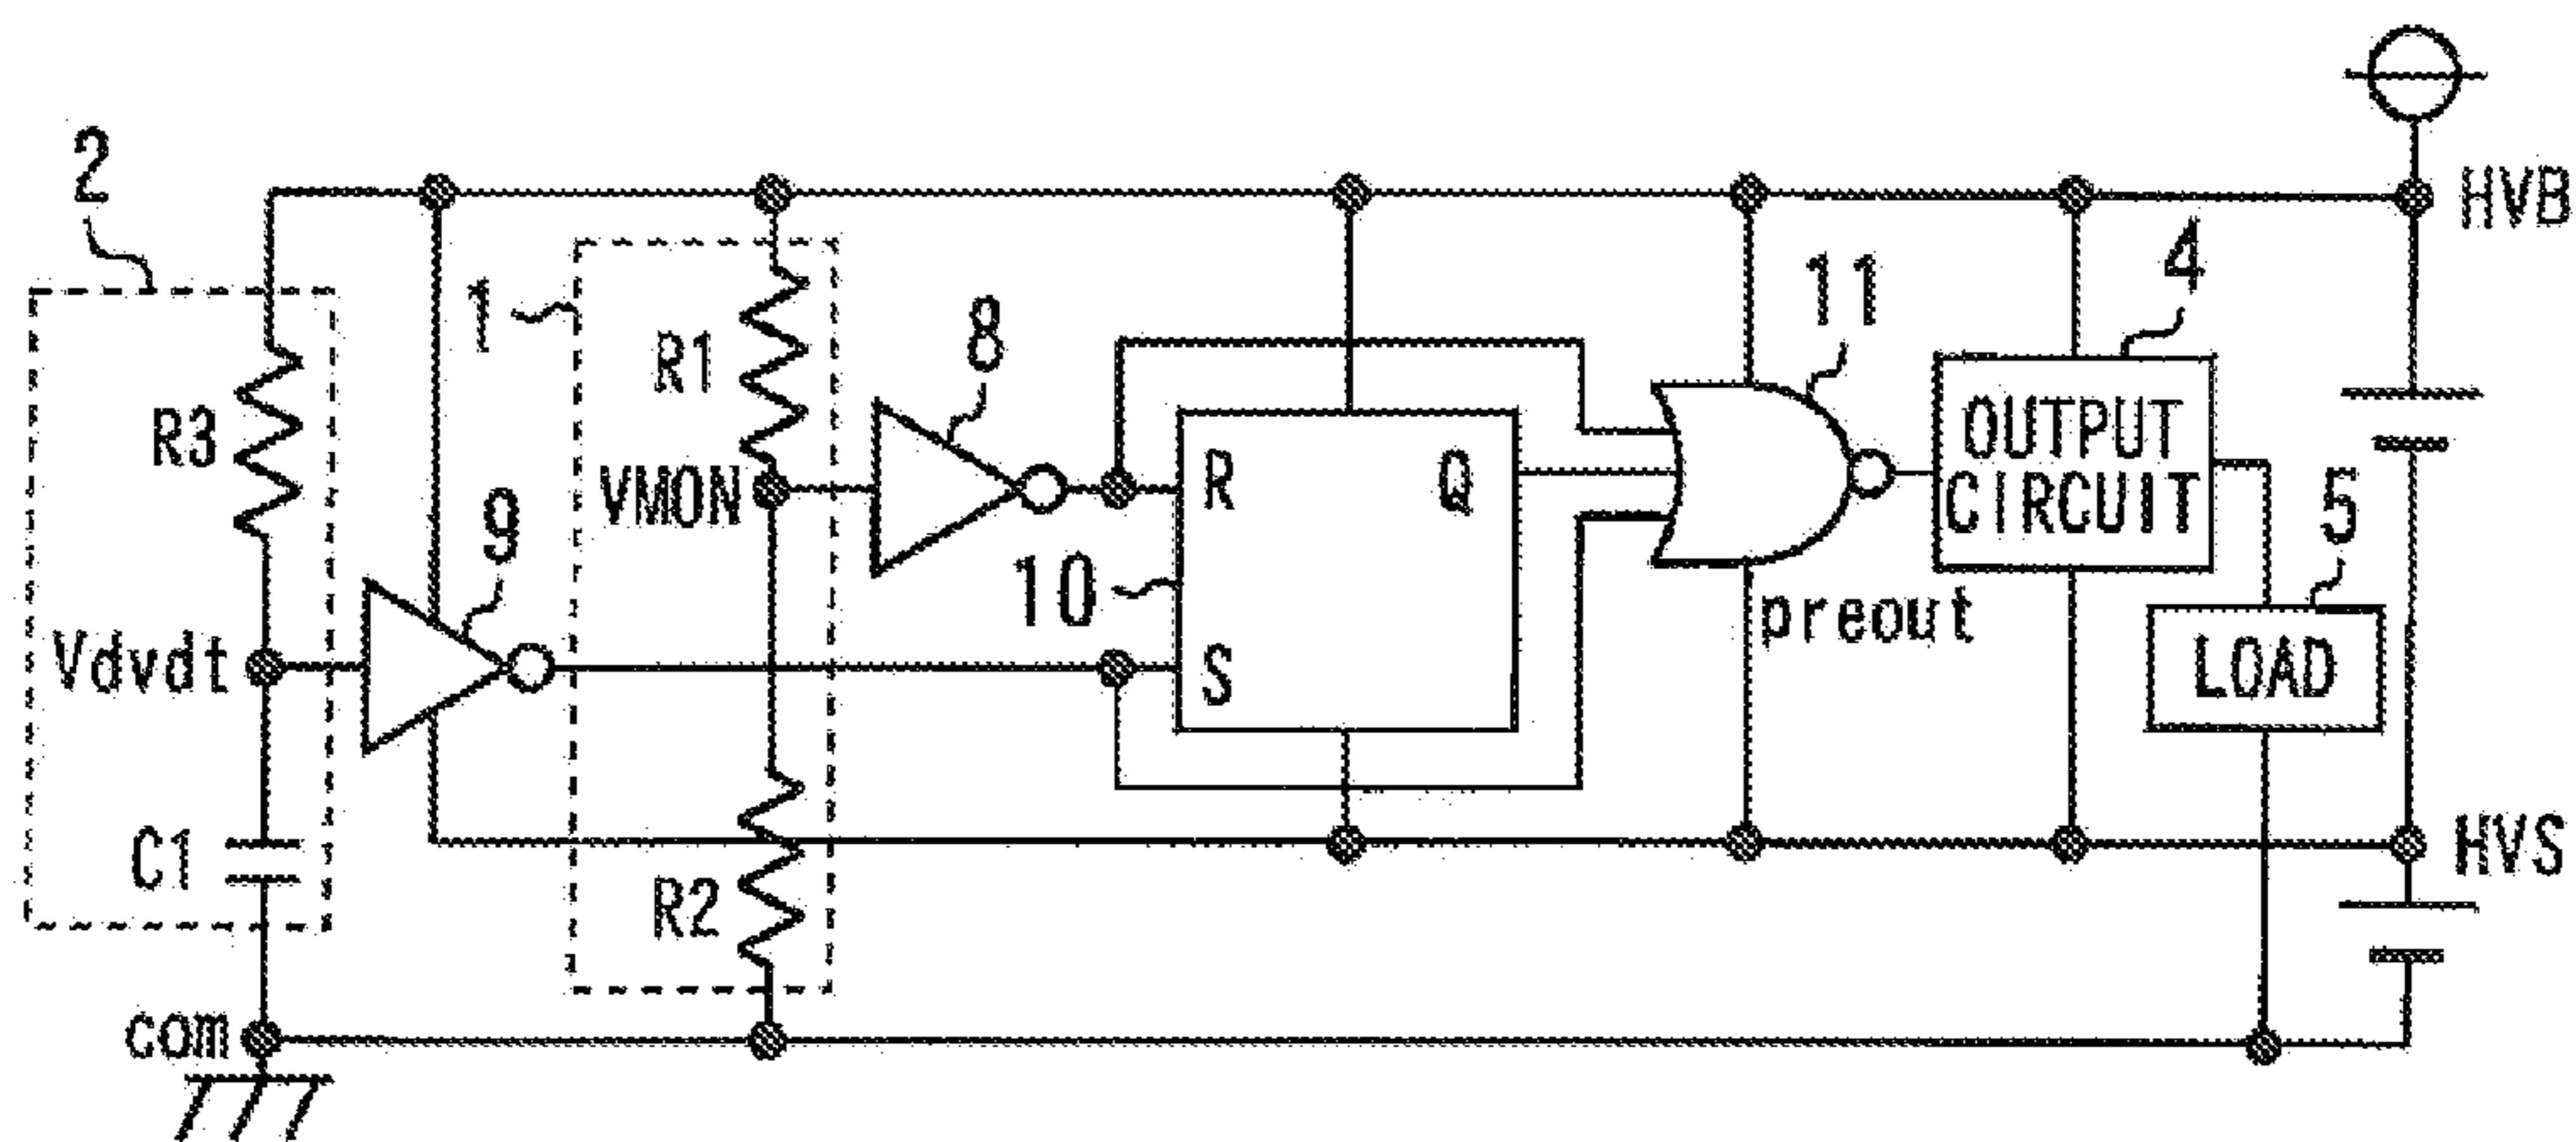 HVB
2
1
R1
8
11
4
R3
R
Q
OUTPUT
CIRCUIT
VMON
9
10
5
preout
Vdvdt
S
LOAD
C1
R2
HVS
com